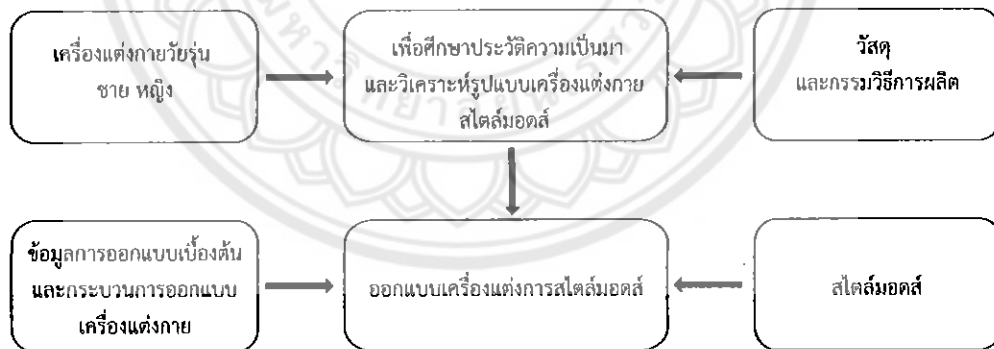 เครื่องแต่งกายวัยรุ่น
ชาย หญิง
เพื่อศึกษาประวัติความเป็นมา
และวิเคราะห์รูปแบบเครื่องแต่งกาย
สไตล์มอดส์
วัสดุ
และกรรมวิธีการผลิต
ข้อมูลการออกแบบเบื้องต้น
และกระบวนการออกแบบ
เครื่องแต่งกาย
ออกแบบเครื่องแต่งการสไตล์มอดส์
สไตล์มอดส์